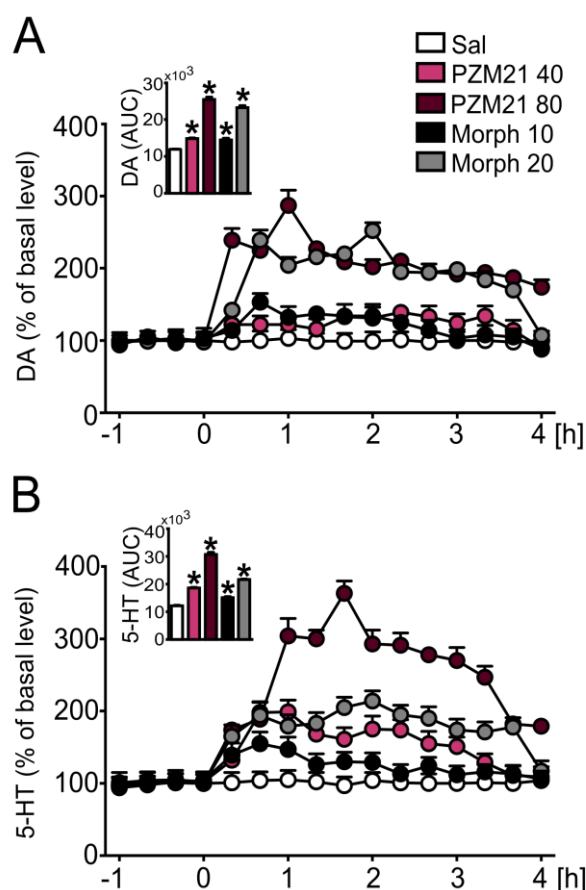 A
Sal
PZM21 40
PZM21 80
Morph 10
Morph 20
x10³
30
20
10
0
DA (AUC)
400
300
200
100
0
DA (% of basal level)
-1 0 1 2 3 4 [h]
B
x10³
40
30
20
10
0
5-HT (AUC)
* * * *
* * * *
400
300
200
100
0
5-HT (% of basal level)
-1 0 1 2 3 4 [h]